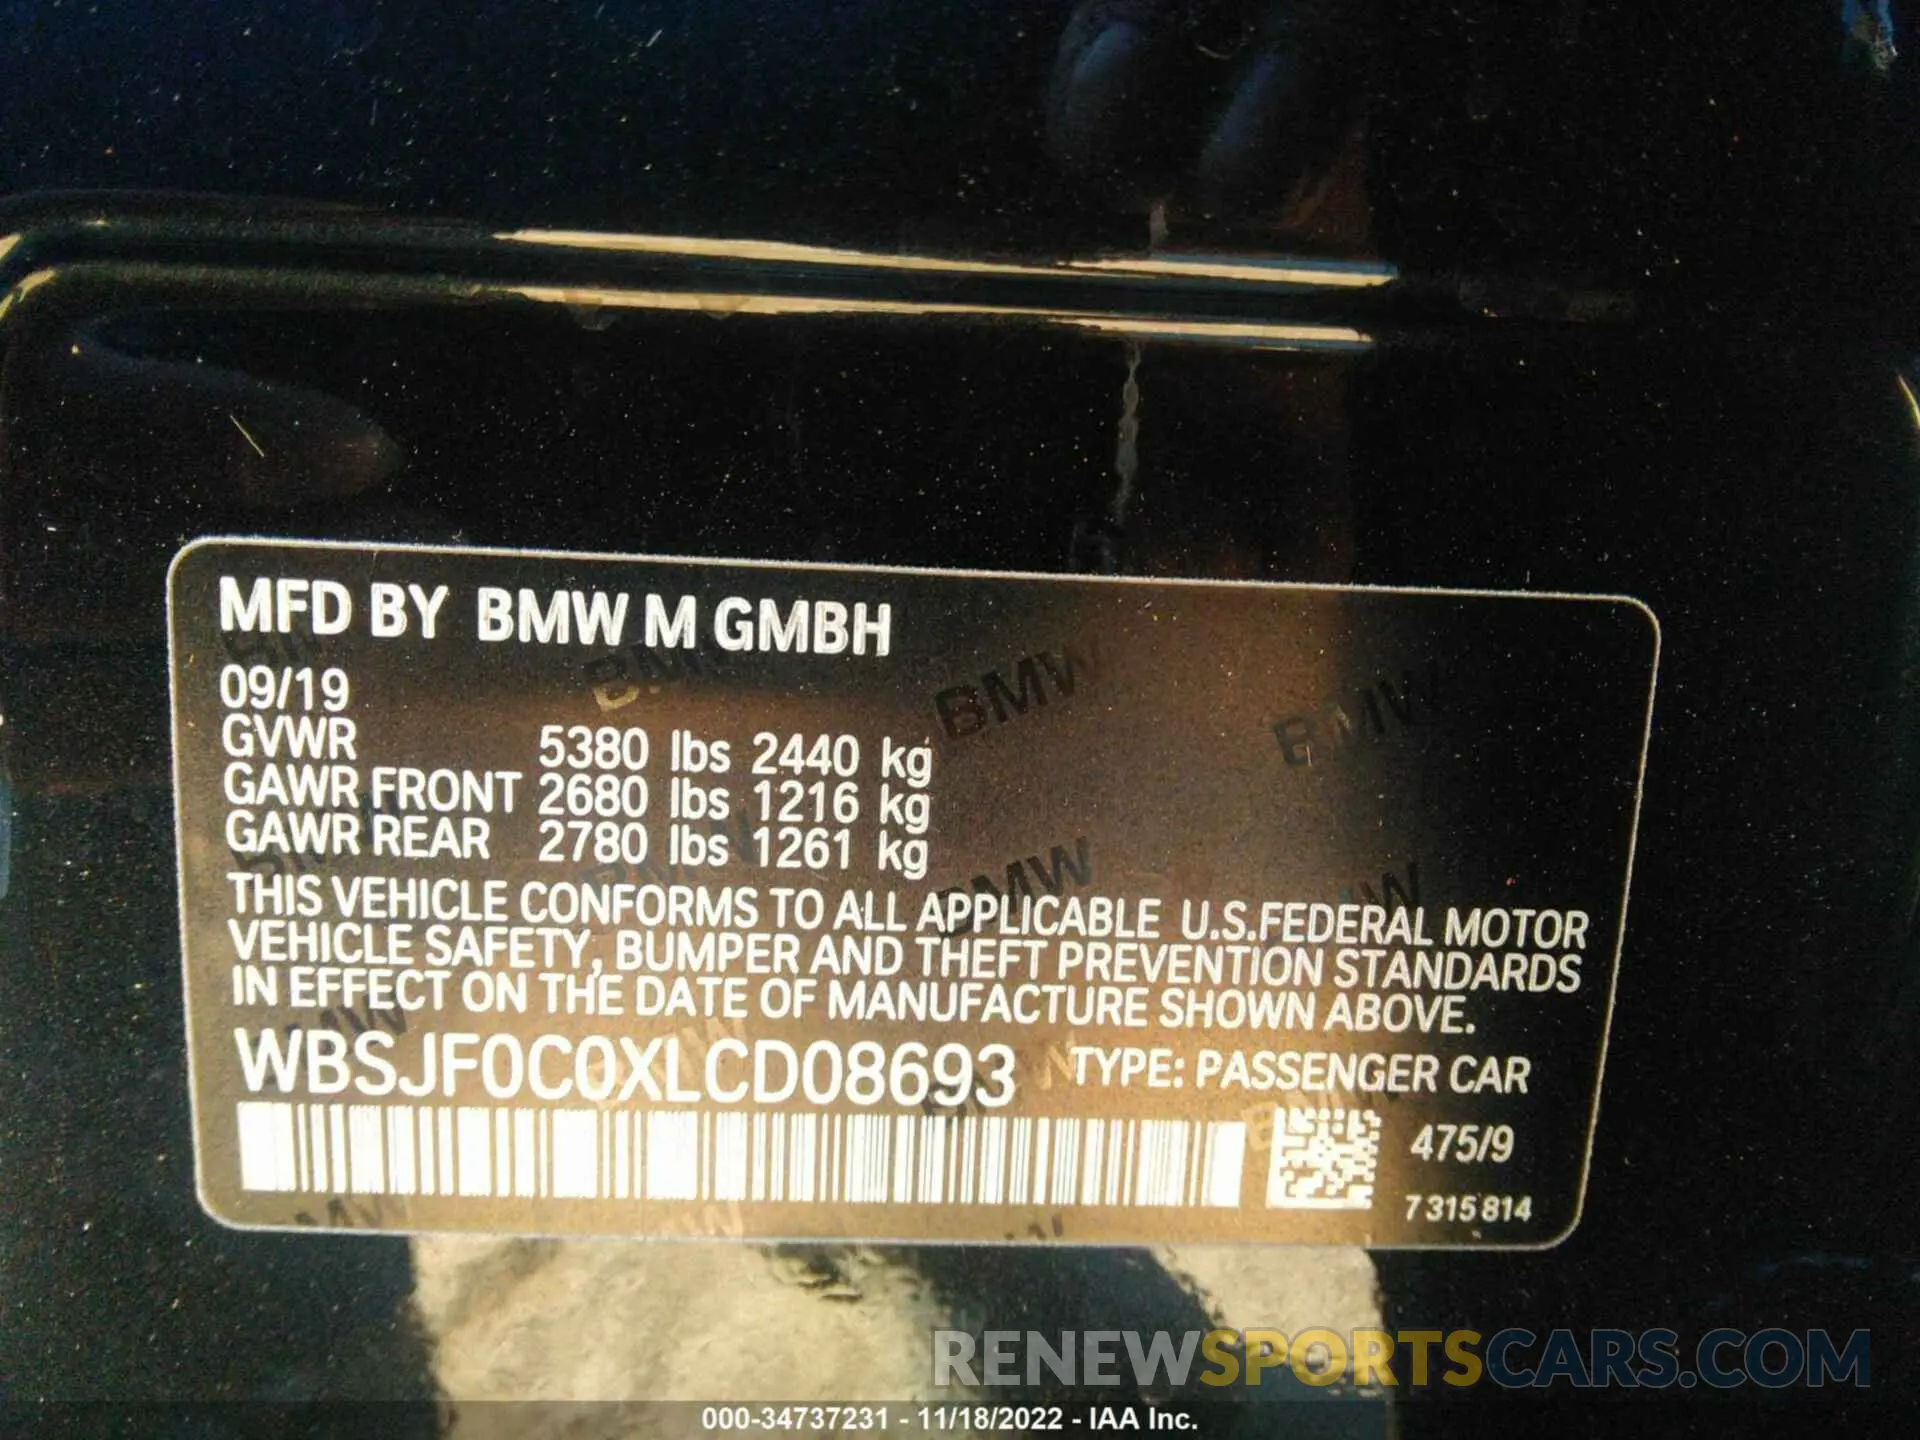 MFD BY BMW M GMBH
09/19
GVWR 5380 lbs 2440 kg
GAWR FRONT 2680 lbs 1216 kg
GAWR REAR 2780 lbs 1261 kg
THIS VEHICLE CONFORMS TO ALL APPLICABLE U.S.FEDERAL MOTOR
VEHICLE SAFETY, BUMPER AND THEFT PREVENTION STANDARDS
IN EFFECT ON THE DATE OF MANUFACTURE SHOWN ABOVE.
WBSJF0C0XLCD08693 TYPE: PASSENGER CAR
475/9
7 315 814
RENEWSPORTSCARS.COM
000-34737231 - 11/18/2022 - IAA Inc.